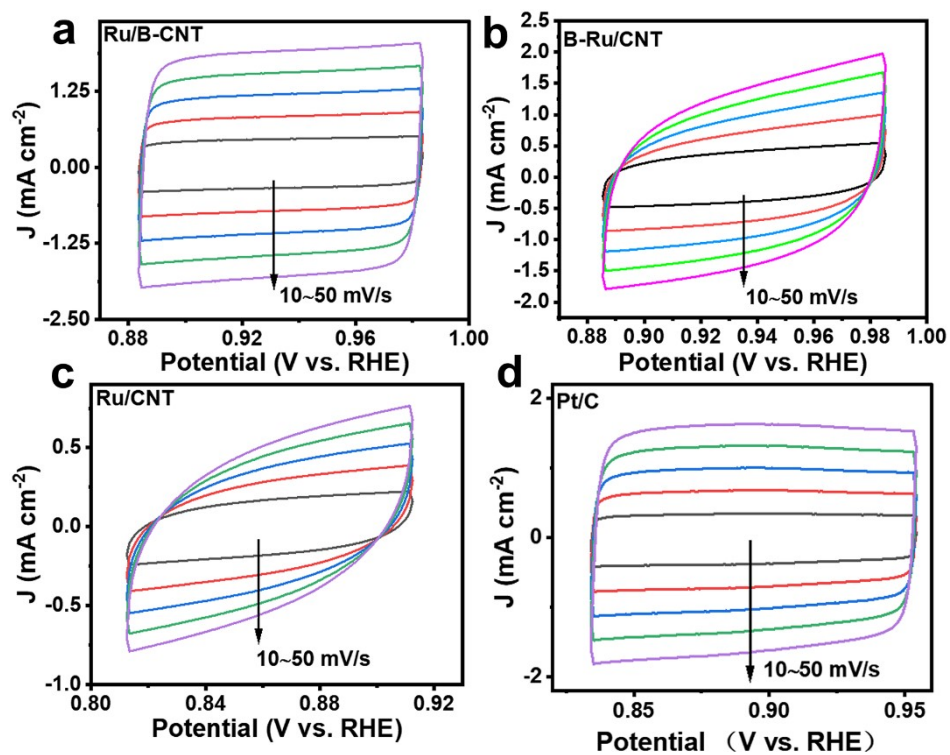 a
Ru/B-CNT
J (mA cm⁻²)
1.25
0.00
-1.25
-2.50
10~50 mV/s
0.88 0.92 0.96 1.00
Potential (V vs. RHE)
b
B-Ru/CNT
J (mA cm⁻²)
2.5
2.0
1.5
1.0
0.5
0.0
-0.5
-1.0
-1.5
-2.0
10~50 mV/s
0.88 0.90 0.92 0.94 0.96 0.98 1.00
Potential (V vs. RHE)
c
Ru/CNT
J (mA cm⁻²)
0.5
0.0
-0.5
-1.0
10~50 mV/s
0.80 0.84 0.88 0.92
Potential (V vs. RHE)
d
Pt/C
J (mA cm⁻²)
2
0
-2
10~50 mV/s
0.85 0.90 0.95
Potential （V vs. RHE）